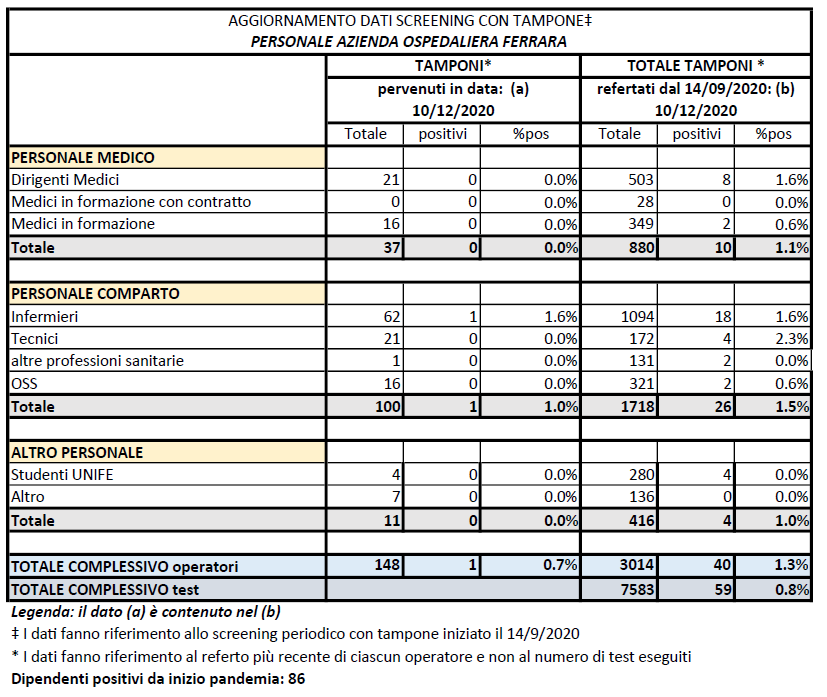 AGGIORNAMENTO DATI SCREENING CON TAMPONE‡
PERSONALE AZIENDA OSPEDALIERA FERRARA
TAMPONI* TOTALE TAMPONI *
pervenuti in data: (a) refertati dal 14/09/2020: (b)
10/12/2020 10/12/2020
Totale positivi %pos Totale positivi %pos
PERSONALE MEDICO
Dirigenti Medici 21 0 0.0% 503 8 1.6%
Medici in formazione con contratto 0 0 0.0% 28 0 0.0%
Medici in formazione 16 0 0.0% 349 2 0.6%
Totale 37 0 0.0% 880 10 1.1%
PERSONALE COMPARTO
Infermieri 62 1 1.6% 1094 18 1.6%
Tecnici 21 0 0.0% 172 4 2.3%
altre professioni sanitarie 1 0 0.0% 131 2 0.0%
OSS 16 0 0.0% 321 2 0.6%
Totale 100 1 1.0% 1718 26 1.5%
ALTRO PERSONALE
Studenti UNIFE 4 0 0.0% 280 4 0.0%
Altro 7 0 0.0% 136 0 0.0%
Totale 11 0 0.0% 416 4 1.0%
TOTALE COMPLESSIVO operatori 148 1 0.7% 3014 40 1.3%
TOTALE COMPLESSIVO test 7583 59 0.8%
Legenda: il dato (a) è contenuto nel (b)
‡ I dati fanno riferimento allo screening periodico con tampone iniziato il 14/9/2020
* I dati fanno riferimento al referto più recente di ciascun operatore e non al numero di test eseguiti
Dipendenti positivi da inizio pandemia: 86